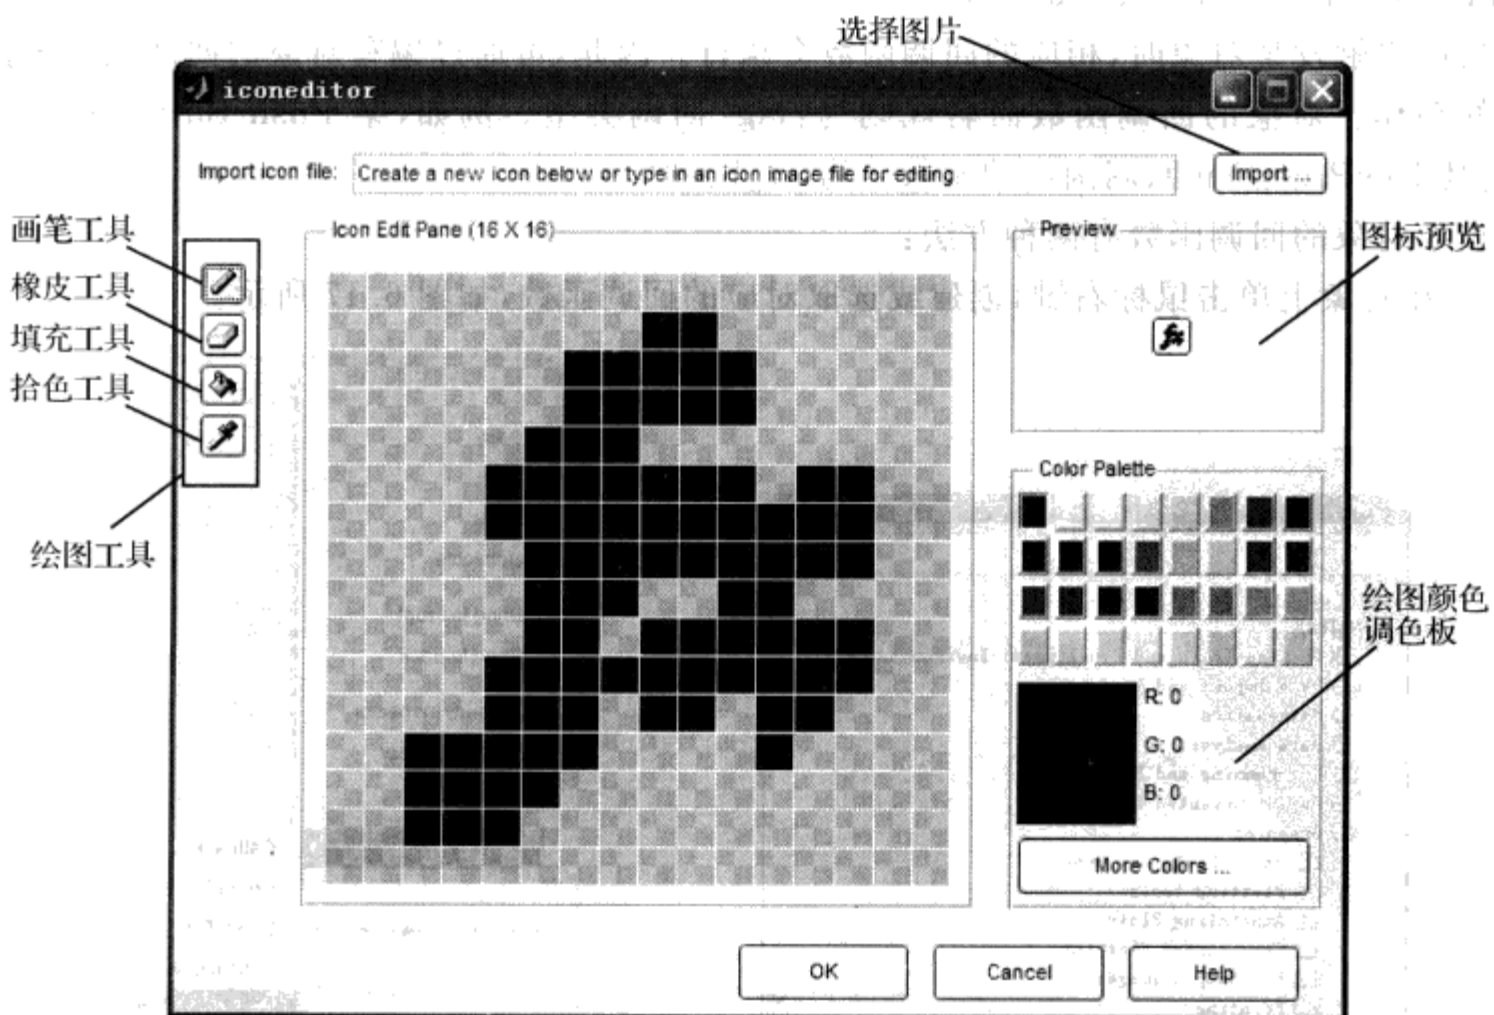 选择图片
iconeditor
Import icon file:
Create a new icon below or type in an icon image file for editing
Import ...
画笔工具
橡皮工具
填充工具
拾色工具
绘图工具
Icon Edit Pane (16 X 16)
Preview
图标预览
fx
Color Palette
绘图颜色
调色板
R: 0
G: 0
B: 0
More Colors ...
OK
Cancel
Help